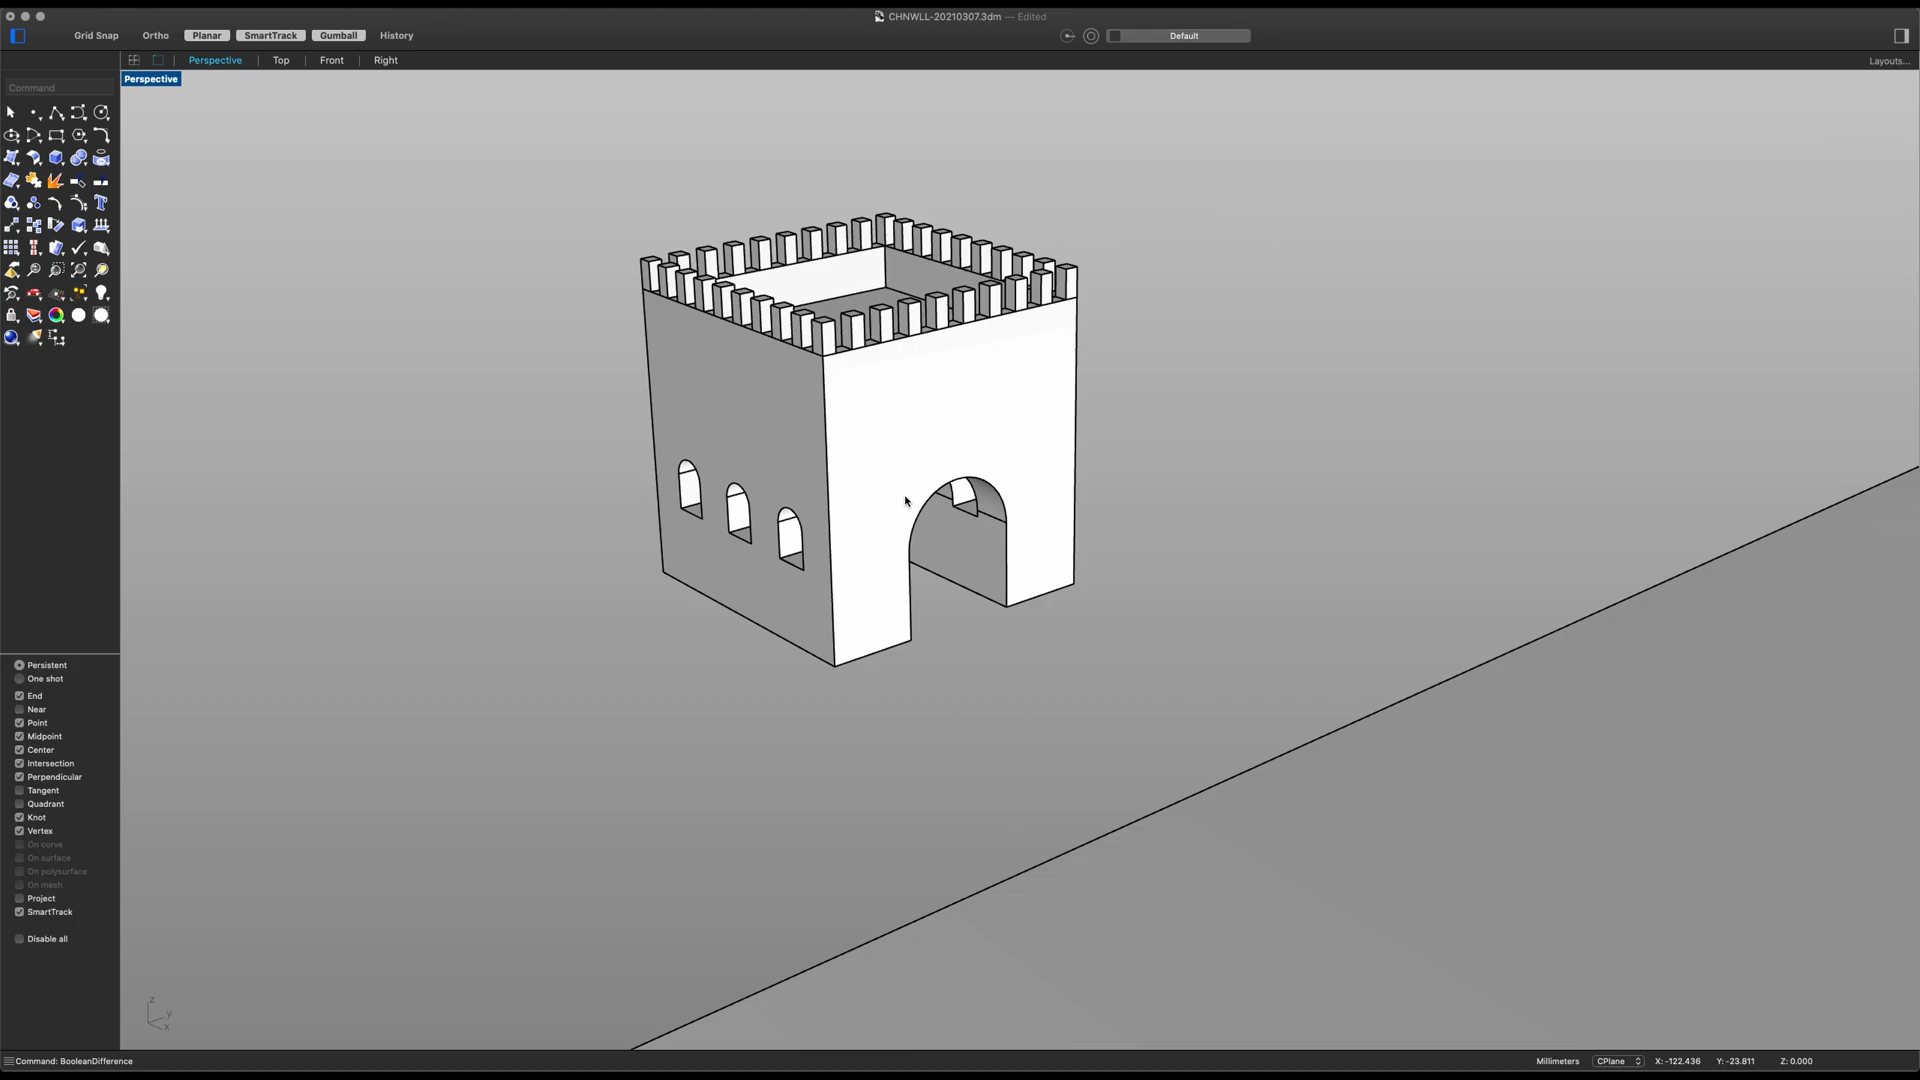 CHNWLL-20210307.3dm — Edited
Grid Snap Ortho Planar SmartTrack Gumball History Default
Perspective Top Front Right Layouts...
Perspective
Command
Persistent
One shot
End
Near
Point
Midpoint
Center
Intersection
Perpendicular
Tangent
Quadrant
Knot
Vertex
On curve
On surface
On polysurface
On mesh
Project
SmartTrack
Disable all
z
y
x
Command: BooleanDifference Millimeters CPlane X: -122.436 Y: -23.811 Z: 0.000